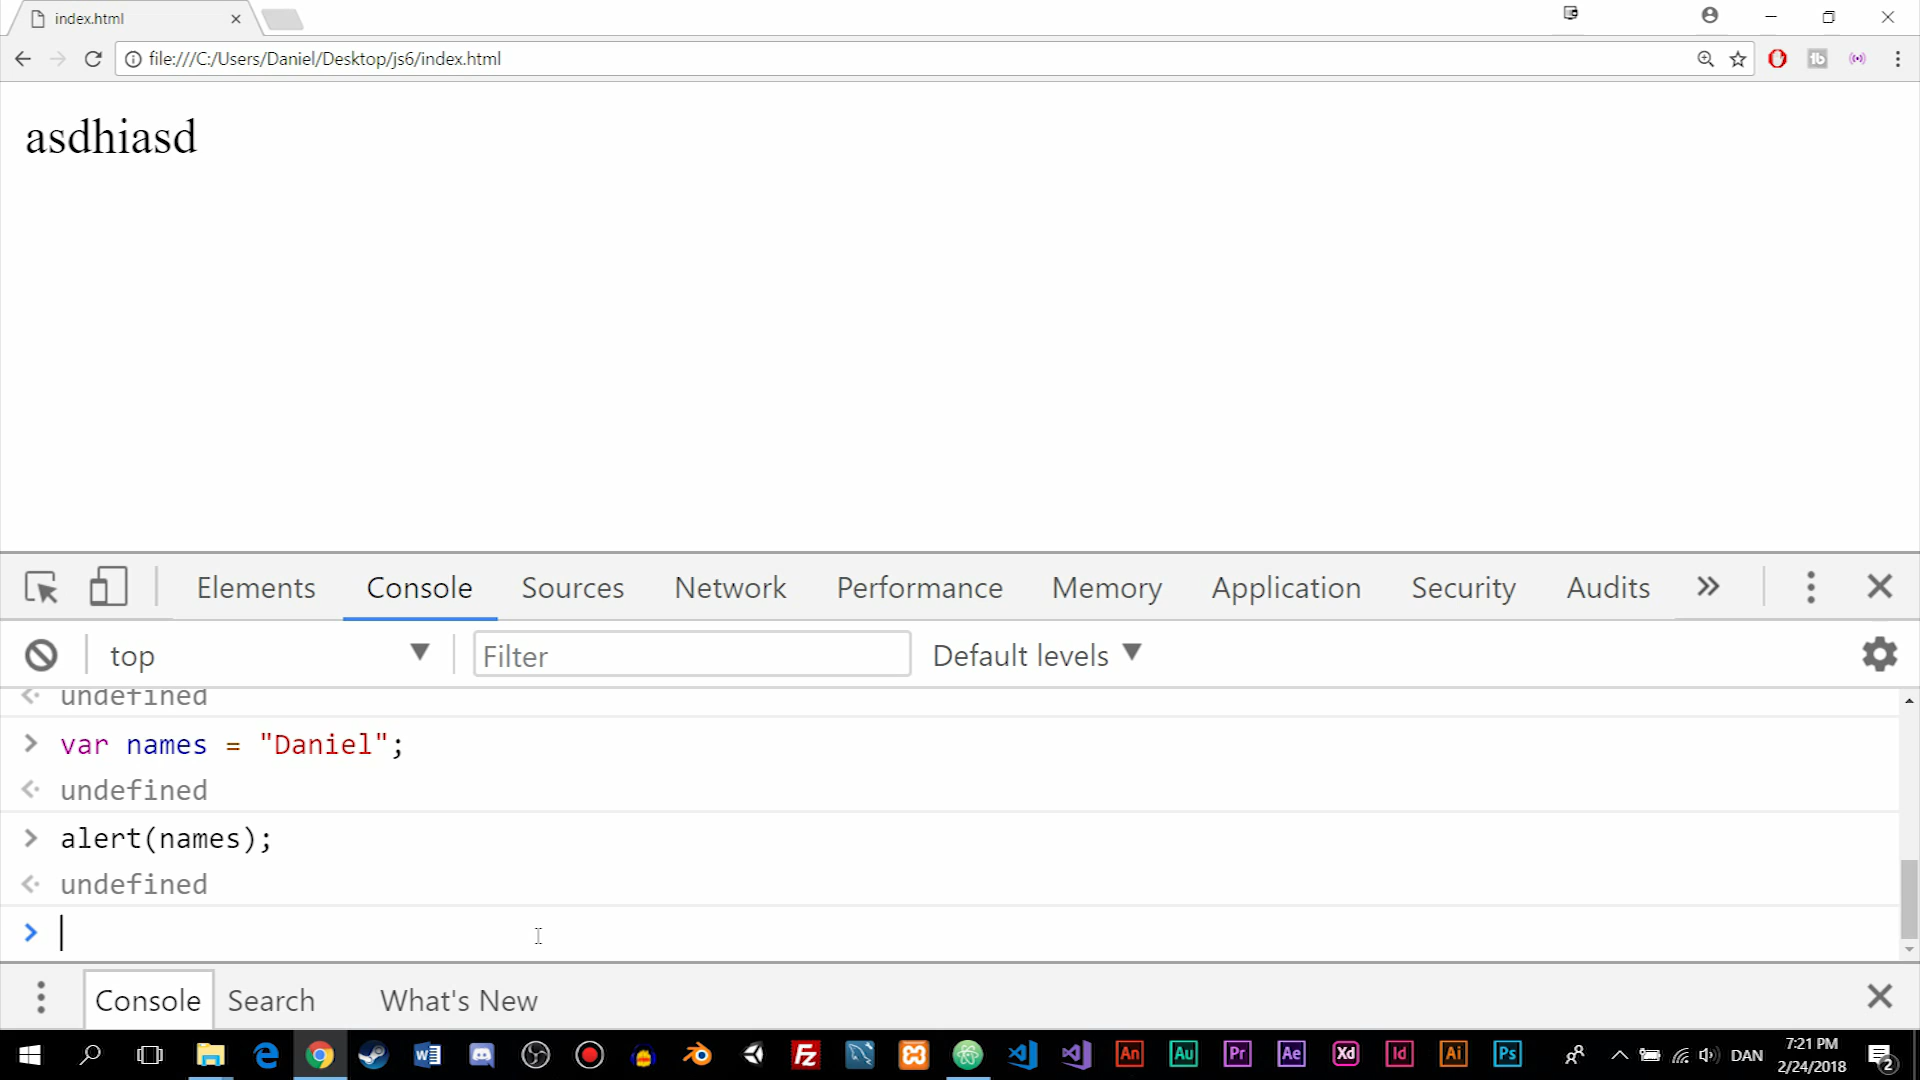 index.html
file:///C:/Users/Daniel/Desktop/js6/index.html
asdhiasd
Elements Console Sources Network Performance Memory Application Security Audits
top Filter Default levels
undefined
var names = "Daniel";
undefined
alert(names);
undefined
Console Search What's New
An Au Pr Ae Xd Id Ai Ps DAN 7:21 PM
2/24/2018 2